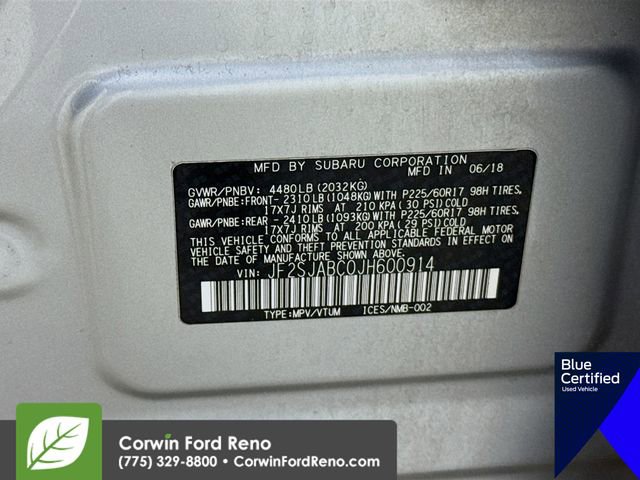 MFD BY SUBARU CORPORATION
MFD IN 06/18
GVWR/PNBV: 4480LB(2032KG)
GAWR/PNBE:FRONT-2310LB(1048KG)WITH P225/60R17 98H TIRES,
17X7J RIMS AT 210 KPA(30 PSI)COLD
GAWR/PNBE:REAR -2410LB(1093KG)WITH P225/60R17 98H TIRES,
17X7J RIMS AT 200 KPA(29 PSI)COLD
THIS VEHICLE CONFORMS TO ALL APPLICABLE FEDERAL MOTOR
VEHICLE SAFETY STANDARDS IN EFFECT ON THE DATE OF
MANUFACTURE SHOWN ABOVE.
VIN: JF2SJABC0JH600914
TYPE:MPV/VTUM ICES/NMB-002
Blue
Certified
Used Vehicle
Corwin Ford Reno
(775) 329-8800 • CorwinFordReno.com